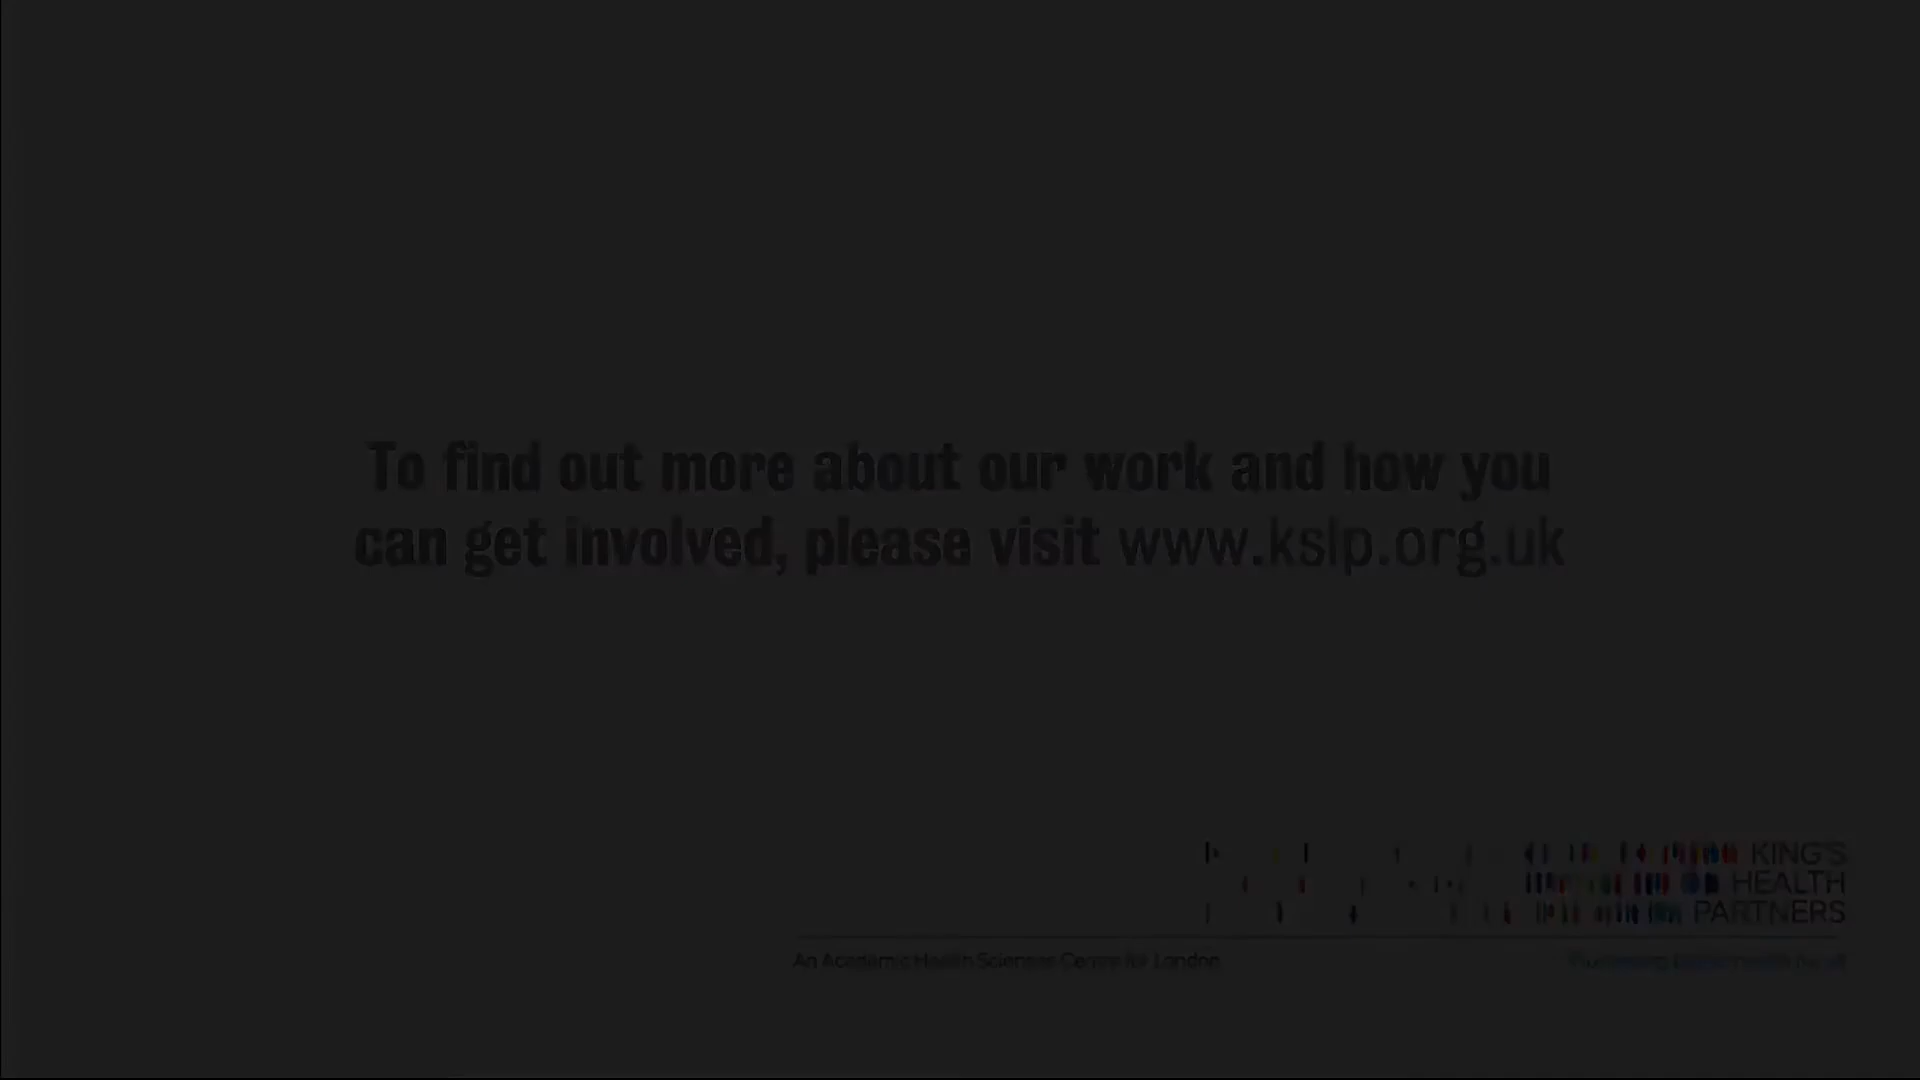 To find out more about our work and how you
can get involved, please visit www.kslp.org.uk
KING'S
HEALTH
PARTNERS
An Academic Health Sciences Centre for London